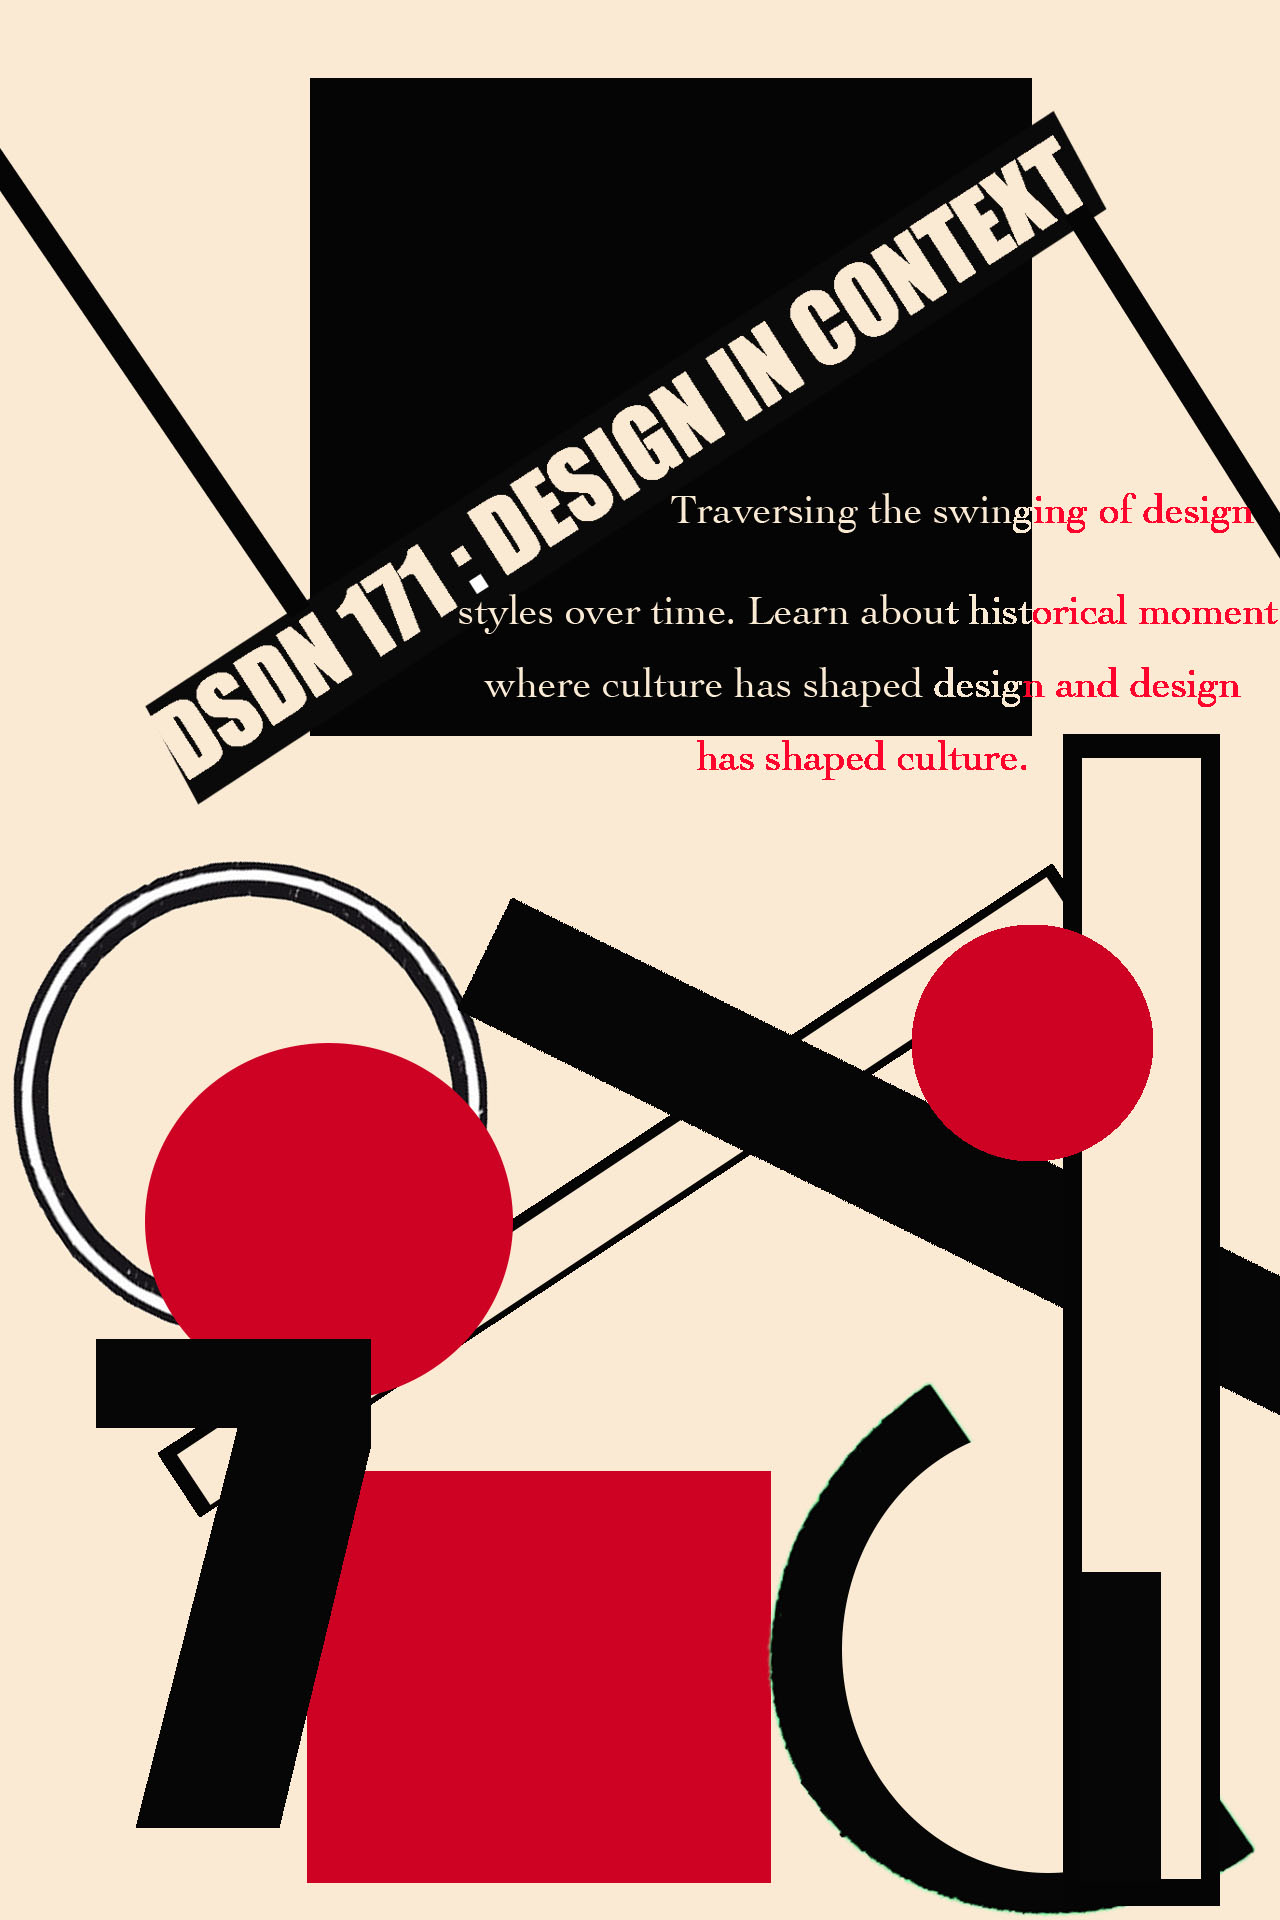 DSDN 171 : DESIGN IN CONTEXT
Traversing the swinging of design
styles over time. Learn about historical moment
where culture has shaped design and design
has shaped culture.
7
d